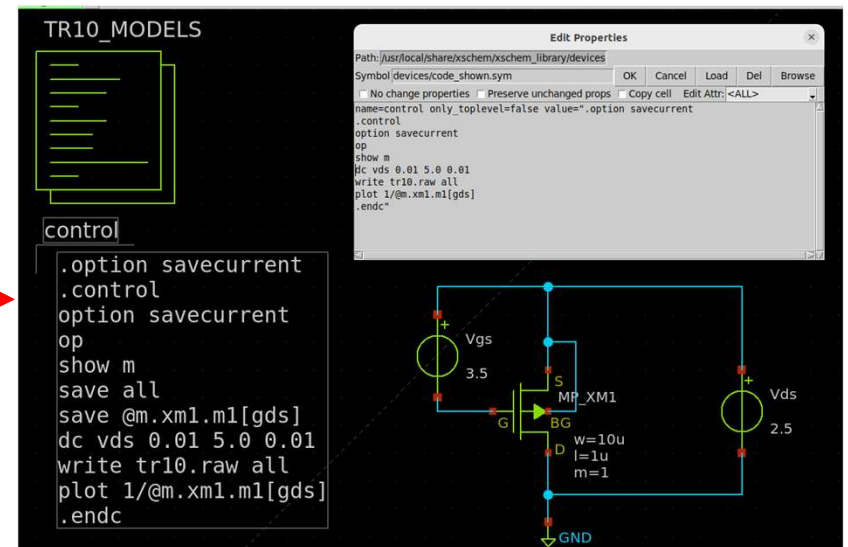 TR10_MODELS
Edit Properties
Path: /usr/local/share/xschem/xschem_library/devices
Symbol devices/code_shown.sym OK Cancel Load Del Browse
No change properties Preserve unchanged props Copy cell Edit Attr: <ALL>
name=control only_toplevel=false value=".option savecurrent
.control
option savecurrent
op
show m
dc vds 0.01 5.0 0.01
write tr10.raw all
plot 1/@m.xm1.m1[gds]
.endc"
control
.option savecurrent
.control
option savecurrent
op
show m
save all
save @m.xm1.m1[gds]
dc vds 0.01 5.0 0.01
write tr10.raw all
plot 1/@m.xm1.m1[gds]
.endc
+
Vgs
3.5
S
MP_XM1
G
BG
D
w=10u
l=1u
m=1
+
Vds
2.5
GND